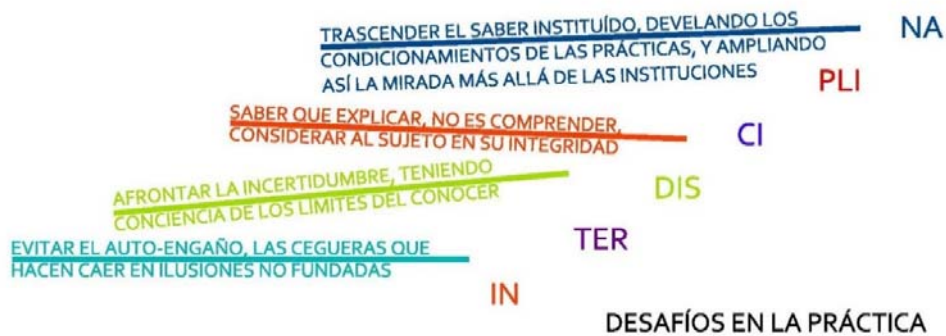 TRASCENDER EL SABER INSTITUÍDO, DEVELANDO LOS
CONDICIONAMIENTOS DE LAS PRÁCTICAS, Y AMPLIANDO
ASÍ LA MIRADA MÁS ALLÁ DE LAS INSTITUCIONES
NA
PLI
SABER QUE EXPLICAR, NO ES COMPRENDER,
CONSIDERAR AL SUJETO EN SU INTEGRIDAD
CI
AFRONTAR LA INCERTIDUMBRE, TENIENDO
CONCIENCIA DE LOS LÍMITES DEL CONOCER
DIS
TER
EVITAR EL AUTO-ENGAÑO, LAS CEGUERAS QUE
HACEN CAER EN ILUSIONES NO FUNDADAS
IN
DESAFÍOS EN LA PRÁCTICA